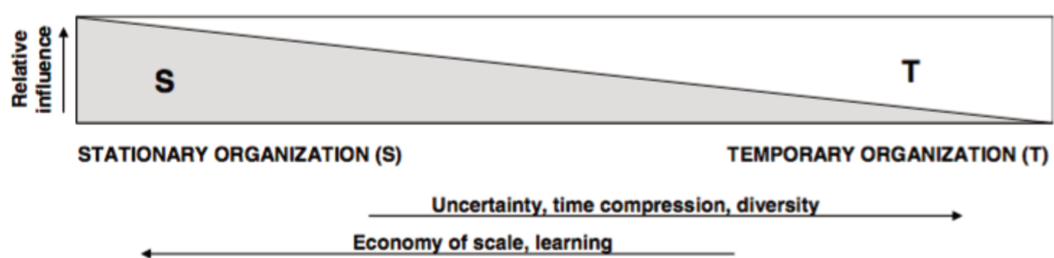 Relative
influence
S
T
STATIONARY ORGANIZATION (S)
TEMPORARY ORGANIZATION (T)
Uncertainty, time compression, diversity
Economy of scale, learning